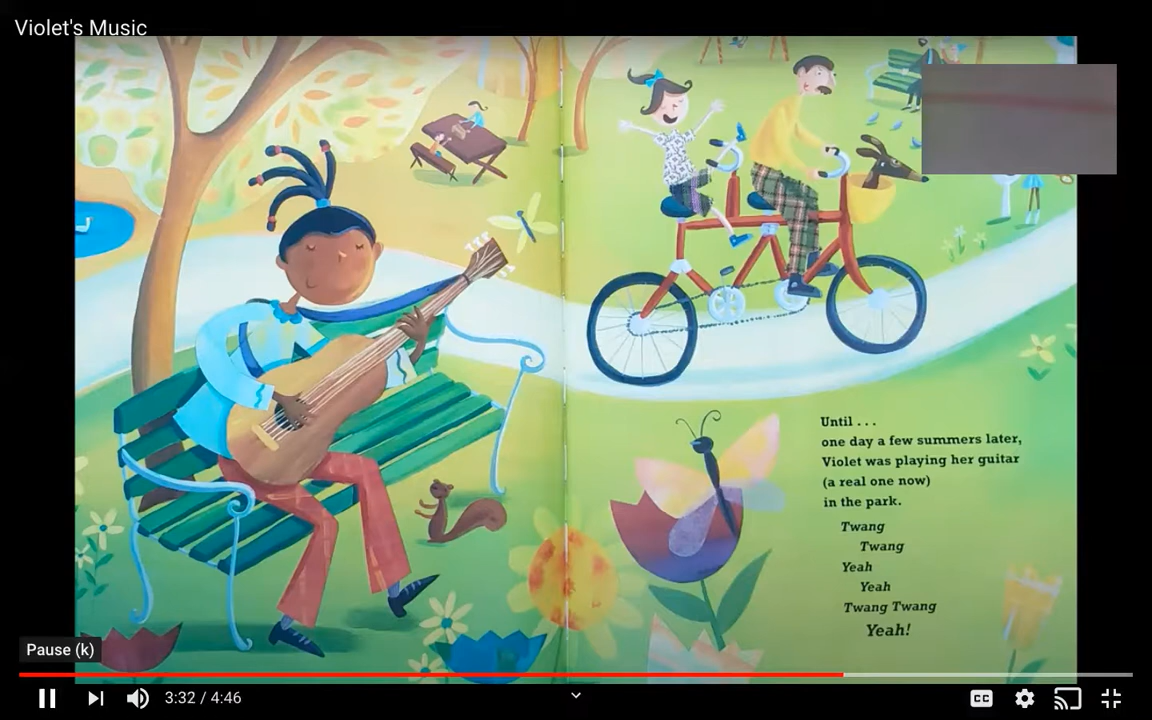 Violet's Music
Until . . .
one day a few summers later,
Violet was playing her guitar
(a real one now)
in the park.
Twang
Twang
Yeah
Yeah
Twang Twang
Yeah!
Pause (k)
3:32 / 4:46
CC